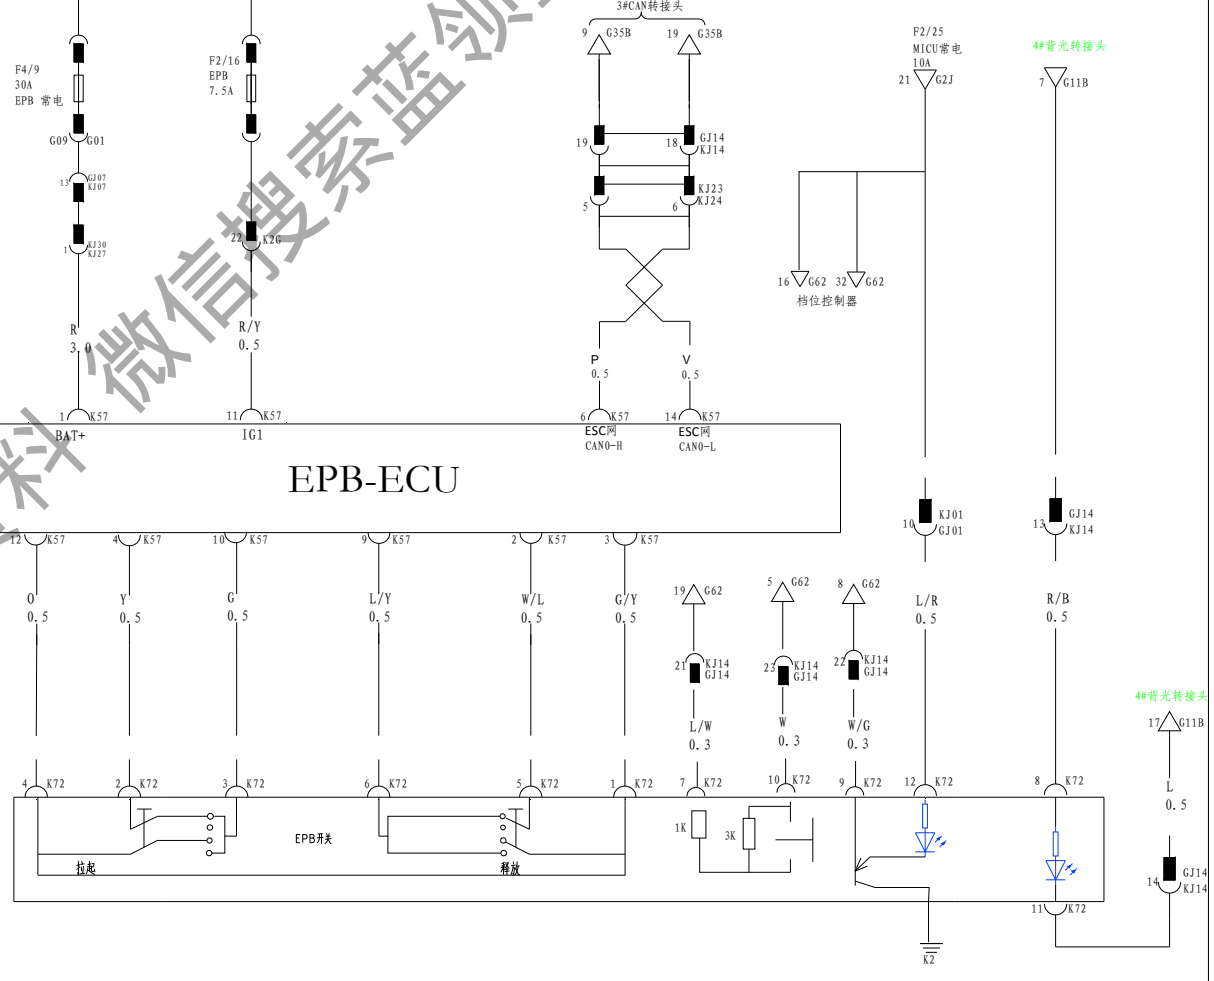 3#CAN转接头
9 G35B
19 G35B
F2/25
MICU常电
10A
21 G2J
4#背光转接头
7 G11B
F4/9
30A
EPB 常电
F2/16
EPB
7.5A
G09 G01
13 GJ07
KJ07
1 KJ30
KJ27
22 K2G
19
18 GJ14
KJ14
5
6 KJ23
KJ24
16 G62
32 G62
档位控制器
R
3.0
R/Y
0.5
P
0.5
V
0.5
1 K57
BAT+
11 K57
IG1
6 K57
ESC网
CAN0-H
14 K57
ESC网
CAN0-L
EPB-ECU
微信搜索蓝领
料
10 KJ01
GJ01
13 GJ14
KJ14
12 K57
4 K57
10 K57
9 K57
2 K57
3 K57
O
0.5
Y
0.5
G
0.5
L/Y
0.5
W/L
0.5
G/Y
0.5
19 G62
5 G62
8 G62
L/R
0.5
R/B
0.5
21 KJ14
GJ14
23 KJ14
GJ14
22 KJ14
GJ14
L/W
0.3
W
0.3
W/G
0.3
4#背光转接头
17 G11B
L
0.5
4 K72
2 K72
3 K72
6 K72
5 K72
1 K72
7 K72
10 K72
9 K72
12 K72
8 K72
EPB开关
拉起
释放
1K
3K
14 GJ14
KJ14
11 K72
K2